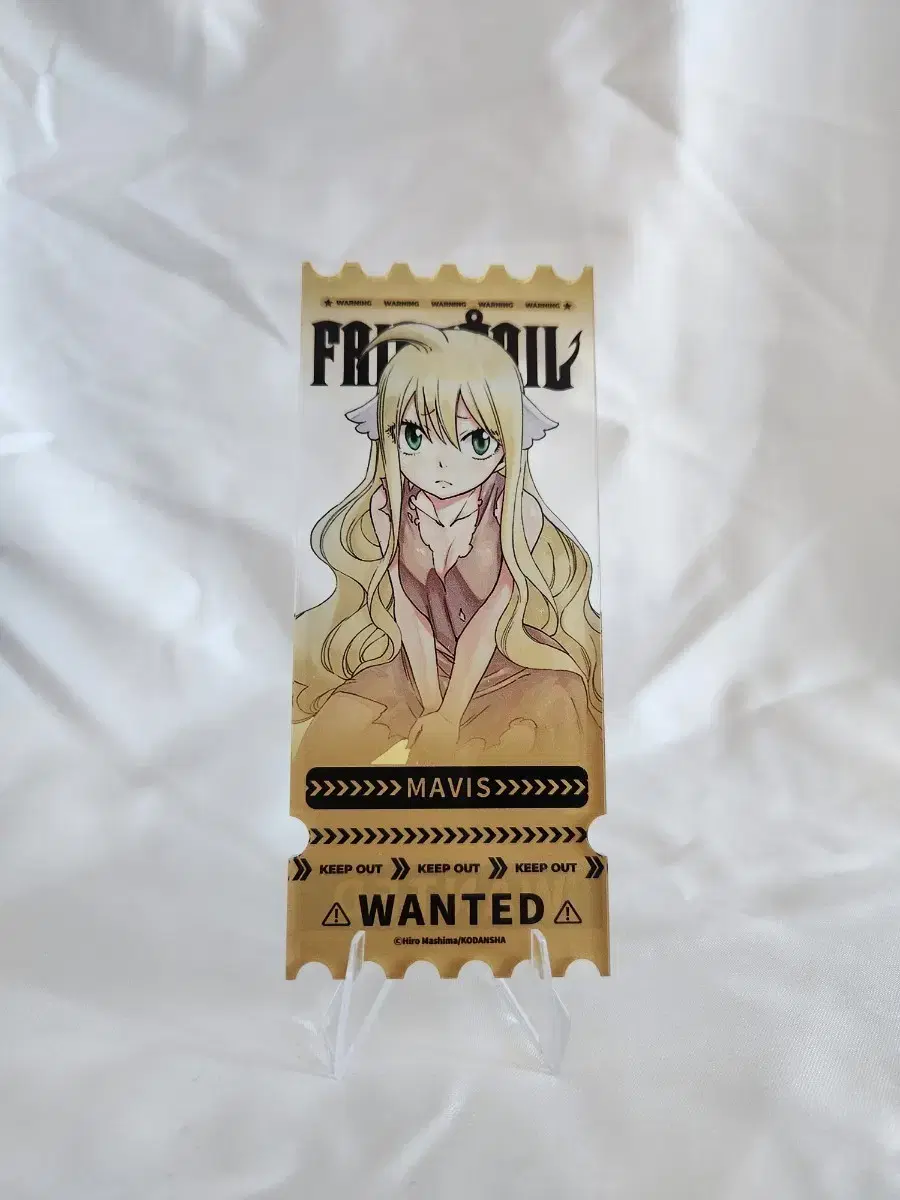 ★ WARNING WARNING WARNING WARNING WARNING ★
FAIRY TAIL
>>>>>>>MAVIS>>>>>>>
KEEP OUT >> KEEP OUT >> KEEP OUT >>
⚠ WANTED ⚠
©Hiro Mashima/KODANSHA